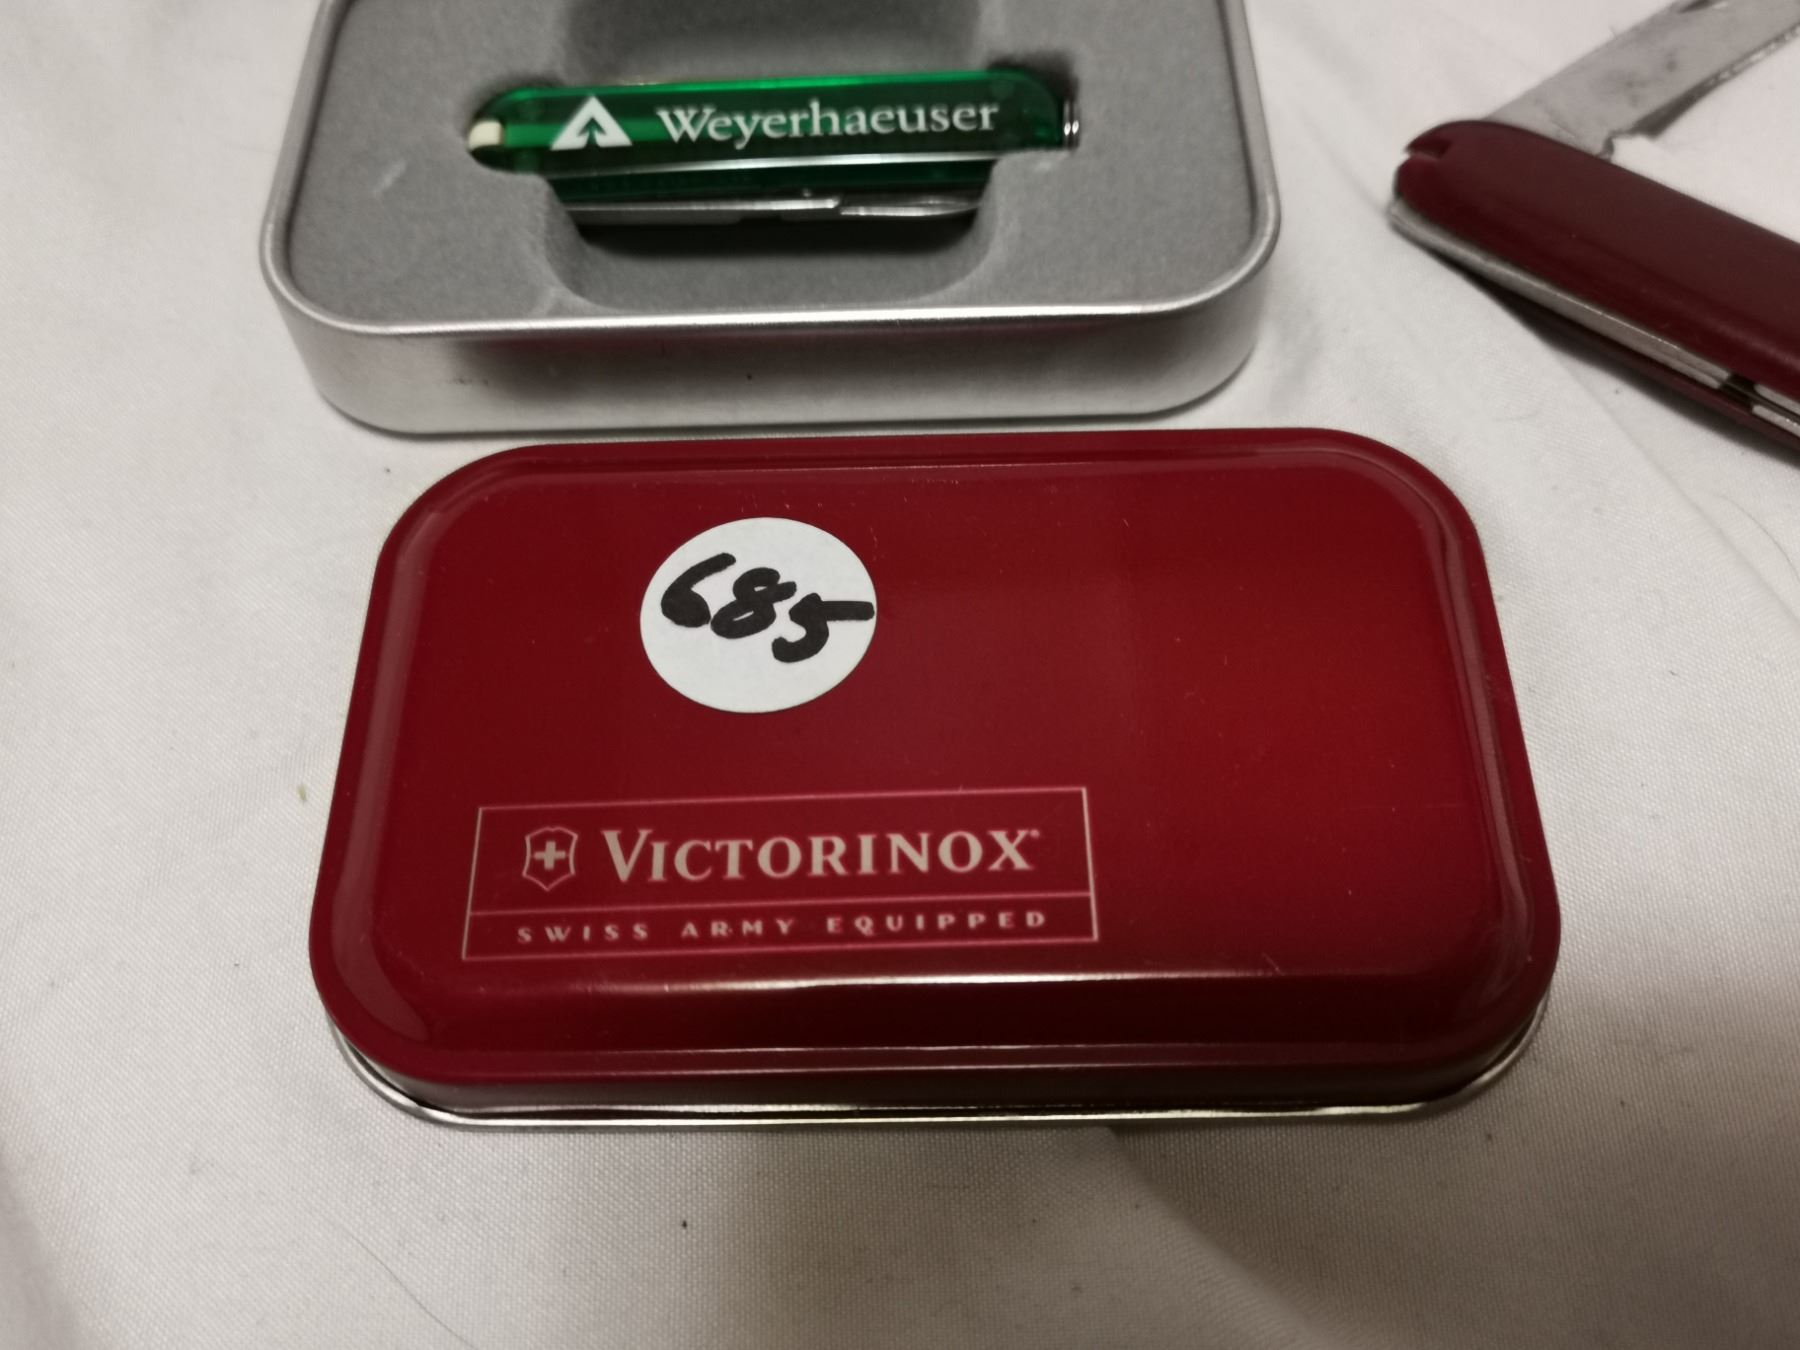 Weyerhaeuser
685
VICTORINOX
SWISS ARMY EQUIPPED